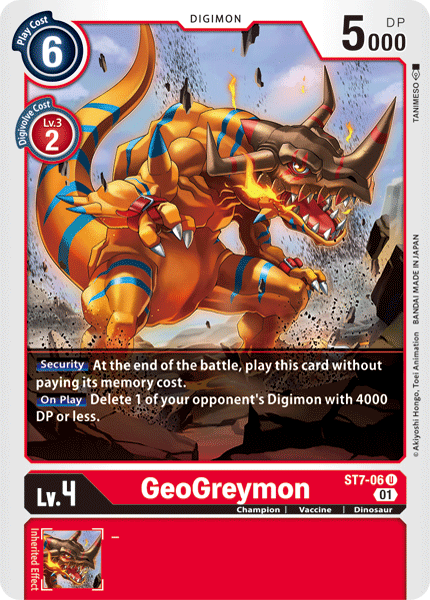 DIGIMON
Play Cost
6
DP
5000
Digivolve Cost
Lv.3
2
TANIMESO
©Akiyoshi Hongo, Toei Animation BANDAI MADE IN JAPAN
Security At the end of the battle, play this card without
paying its memory cost.
On Play Delete 1 of your opponent's Digimon with 4000
DP or less.
Lv.4
GeoGreymon
ST7-06 U
01
Champion | Vaccine | Dinosaur
Inherited Effect
–